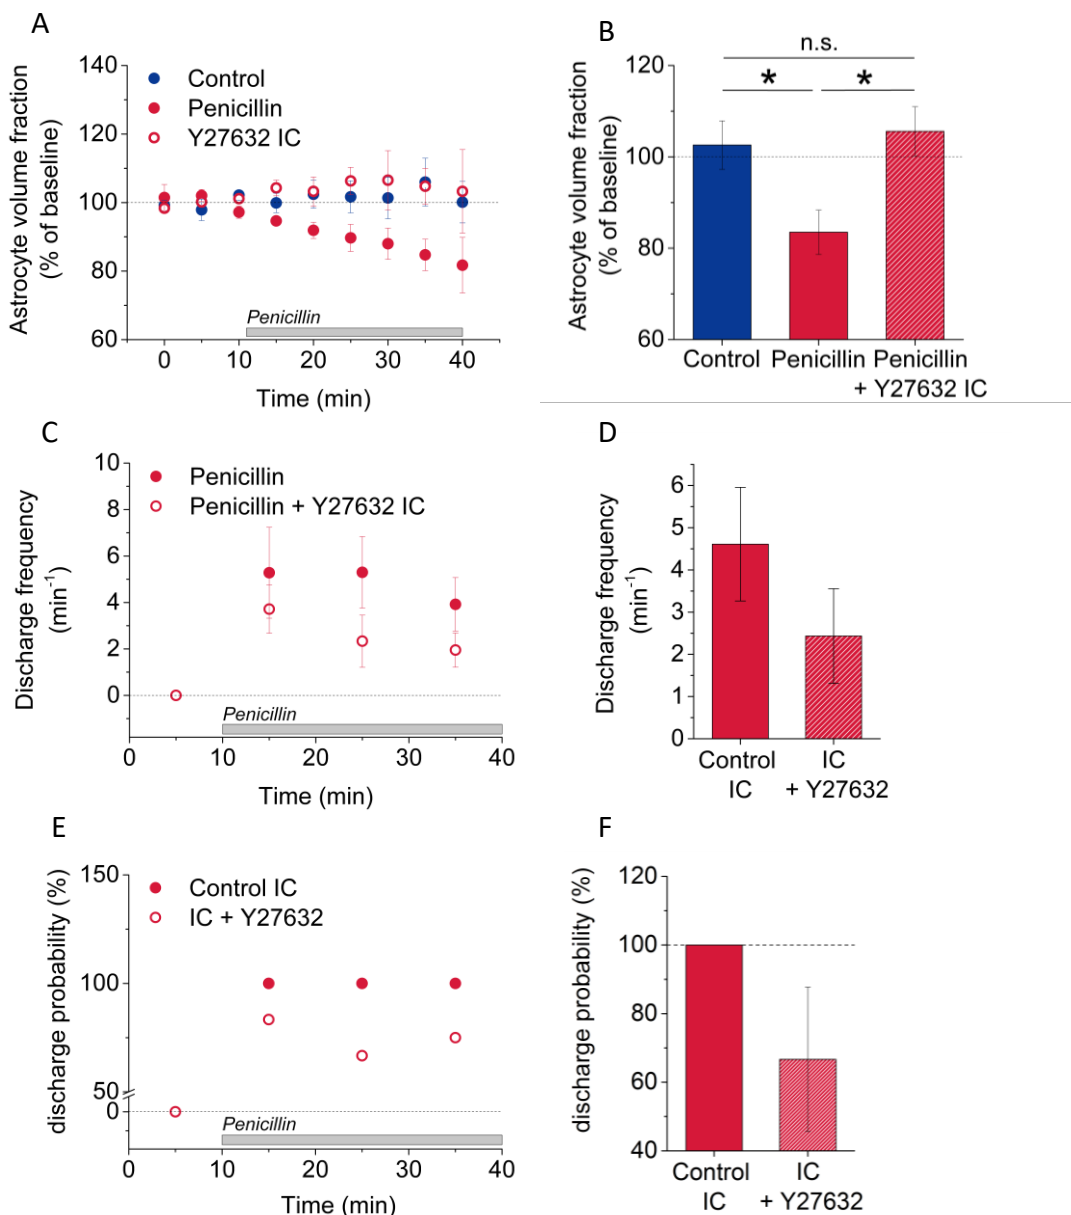 A
Astrocyte volume fraction
(% of baseline)
140
120
100
80
60
Control
Penicillin
Y27632 IC
Penicillin
0
10
20
30
40
Time (min)
B
Astrocyte volume fraction
(% of baseline)
120
100
80
60
n.s.
*
*
Control
Penicillin
Penicillin
+ Y27632 IC
C
Discharge frequency
(min-1)
10
8
6
4
2
0
Penicillin
Penicillin + Y27632 IC
Penicillin
0
10
20
30
40
Time (min)
D
Discharge frequency
(min-1)
6
5
4
3
2
1
0
Control
IC
IC
+ Y27632
E
discharge probability (%)
150
100
50
0
Control IC
IC + Y27632
Penicillin
0
10
20
30
40
Time (min)
F
discharge probability (%)
120
100
80
60
40
Control
IC
IC
+ Y27632